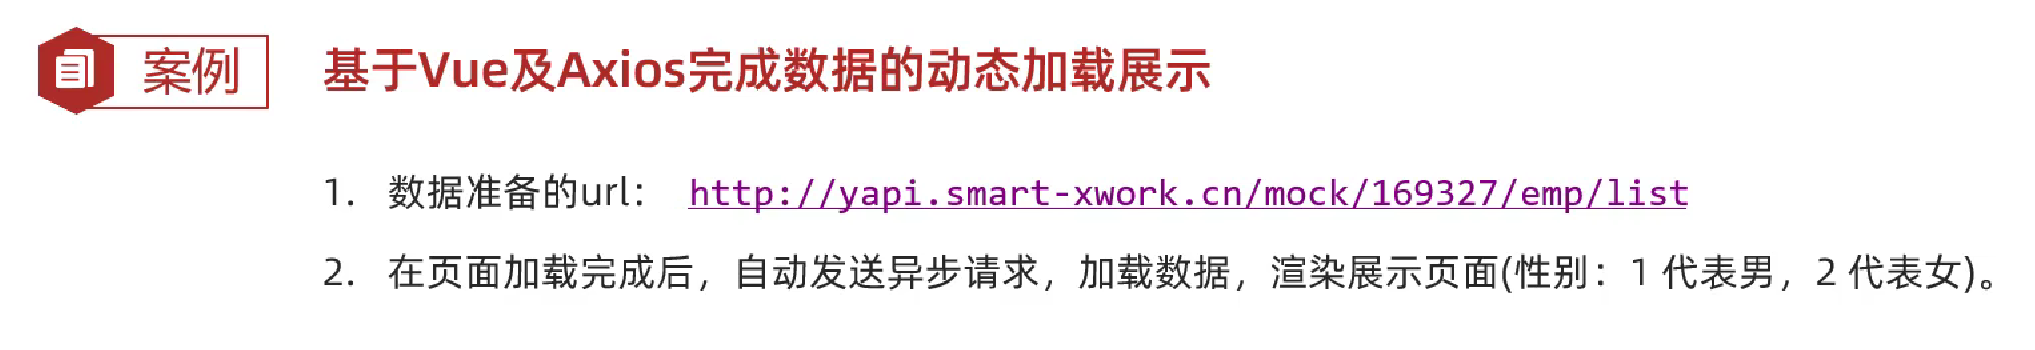 案例
基于Vue及Axios完成数据的动态加载展示
1. 数据准备的url： http://yapi.smart-xwork.cn/mock/169327/emp/list
2. 在页面加载完成后，自动发送异步请求，加载数据，渲染展示页面(性别：1 代表男，2 代表女)。